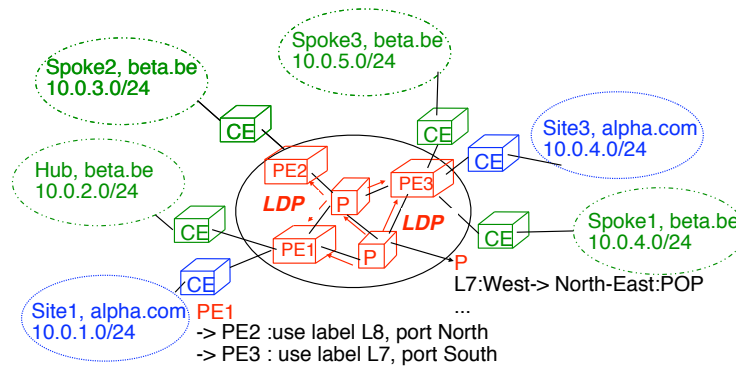 Spoke3, beta.be
10.0.5.0/24
Spoke2, beta.be
10.0.3.0/24
CE
CE
Site3, alpha.com
10.0.4.0/24
CE
Hub, beta.be
10.0.2.0/24
PE2
P
PE3
LDP
LDP
CE
Spoke1, beta.be
10.0.4.0/24
CE
PE1
P
CE
P
L7:West-> North-East:POP
...
Site1, alpha.com
10.0.1.0/24
PE1
-> PE2 :use label L8, port North
-> PE3 : use label L7, port South